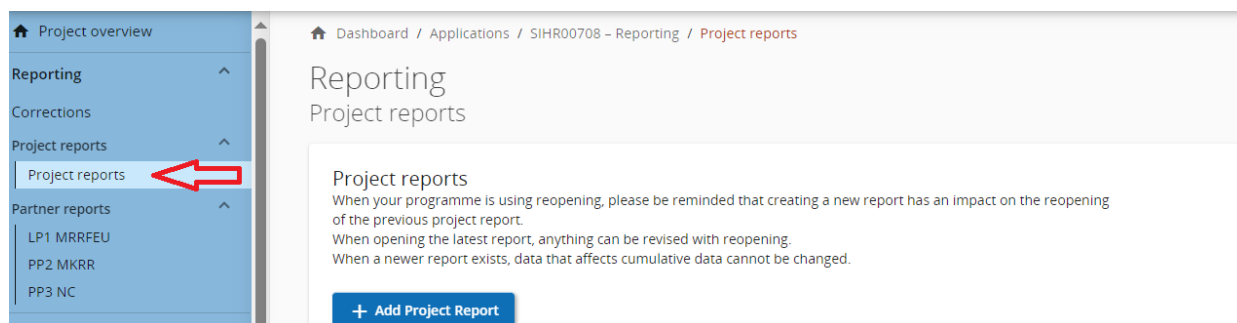 Project overview
Reporting
Corrections
Project reports
Project reports
Partner reports
LP1 MRRFEU
PP2 MKRR
PP3 NC
Dashboard / Applications / SIHR00708 – Reporting / Project reports
Reporting
Project reports
Project reports
When your programme is using reopening, please be reminded that creating a new report has an impact on the reopening
of the previous project report.
When opening the latest report, anything can be revised with reopening.
When a newer report exists, data that affects cumulative data cannot be changed.
+ Add Project Report